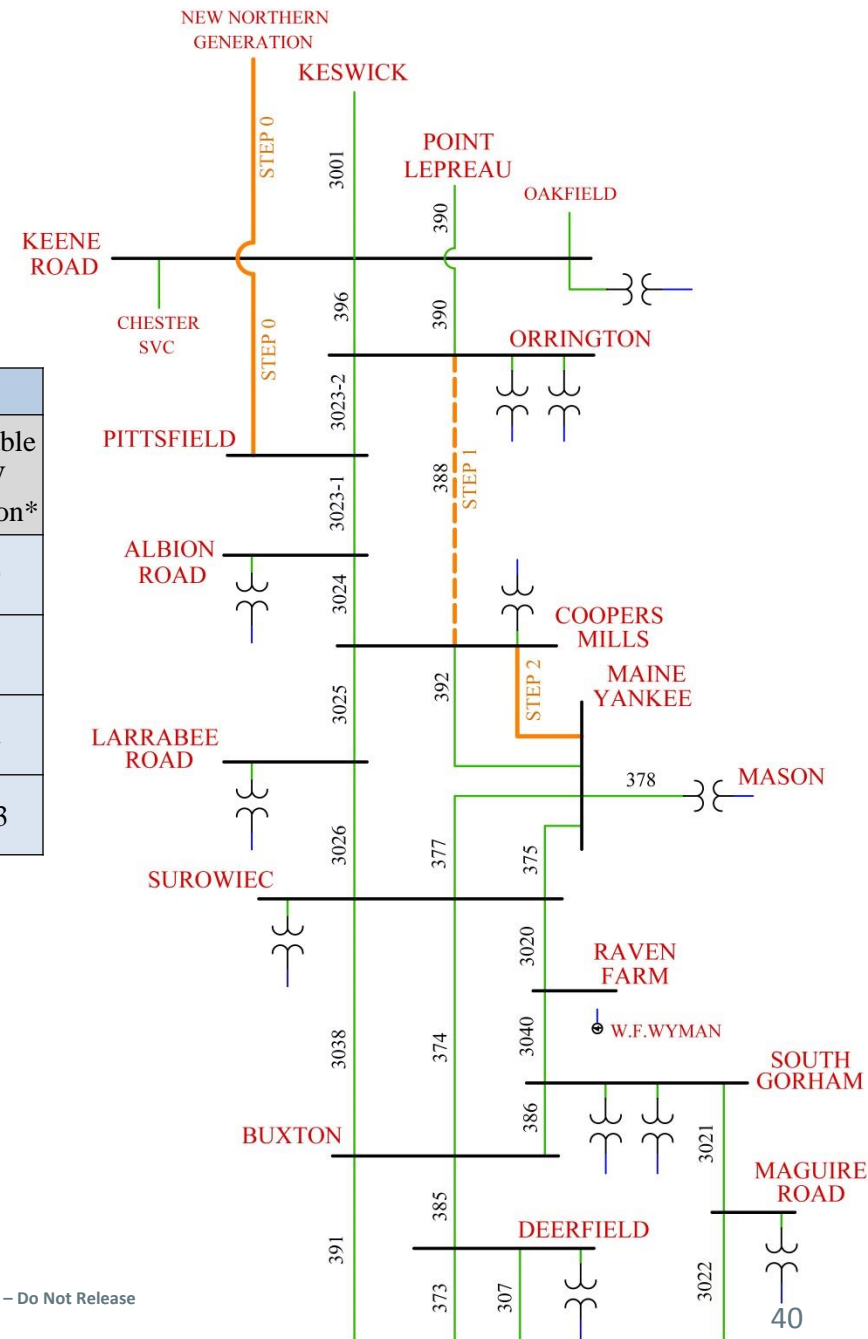 NEW NORTHERN
GENERATION
KESWICK
STEP 0
3001
POINT
LEPREAU
390
OAKFIELD
KEENE
ROAD
CHESTER
SVC
STEP 0
396
390
ORRINGTON
3023-2
PITTSFIELD
388
STEP 1
3023-1
ALBION
ROAD
3024
COOPERS
MILLS
392
STEP 2
MAINE
YANKEE
3025
LARRABEE
ROAD
378
MASON
3026
377
375
SUROWIEC
3020
RAVEN
FARM
W.F.WYMAN
3038
374
3040
SOUTH
GORHAM
386
3021
BUXTON
MAGUIRE
ROAD
385
DEERFIELD
391
373
307
3022
– Do Not Release
40